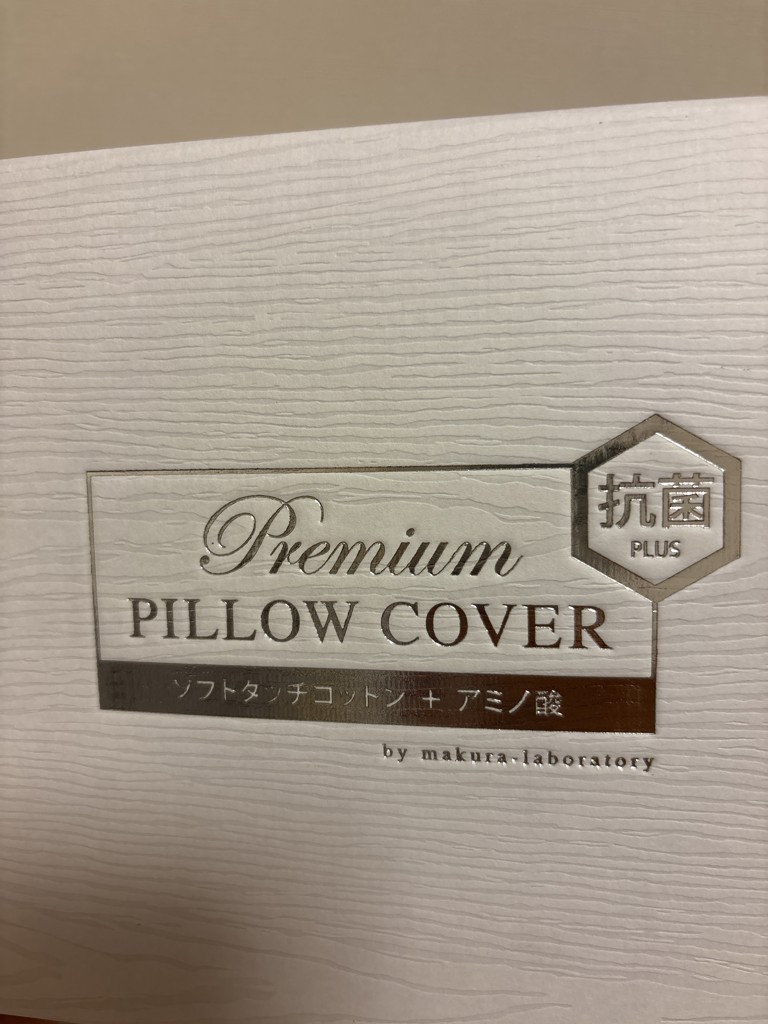 抗菌
PLUS
Premium
PILLOW COVER
ソフトタッチコットン + アミノ酸
by makura-laboratory